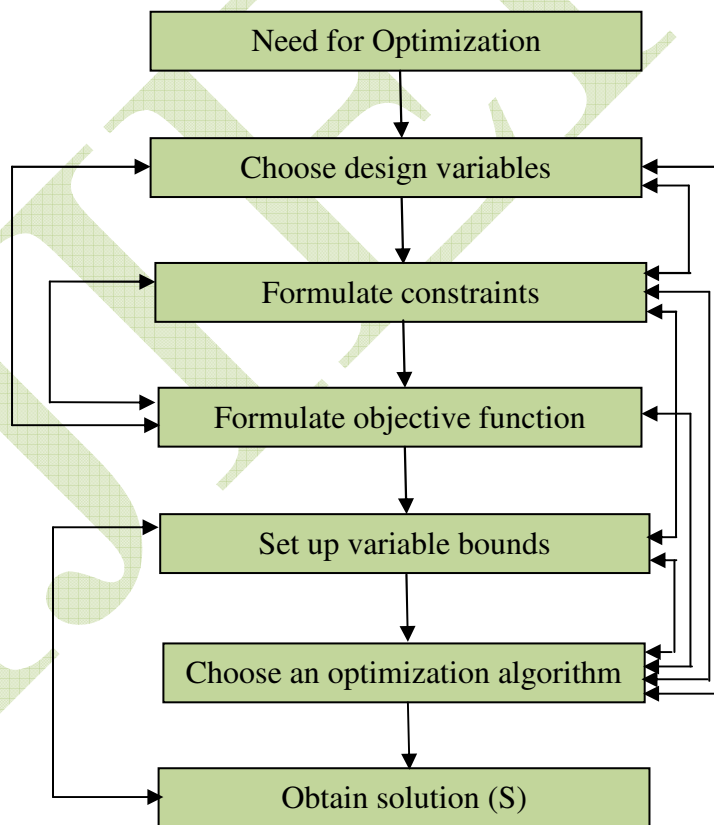 Need for Optimization
Choose design variables
Formulate constraints
Formulate objective function
Set up variable bounds
Choose an optimization algorithm
Obtain solution (S)